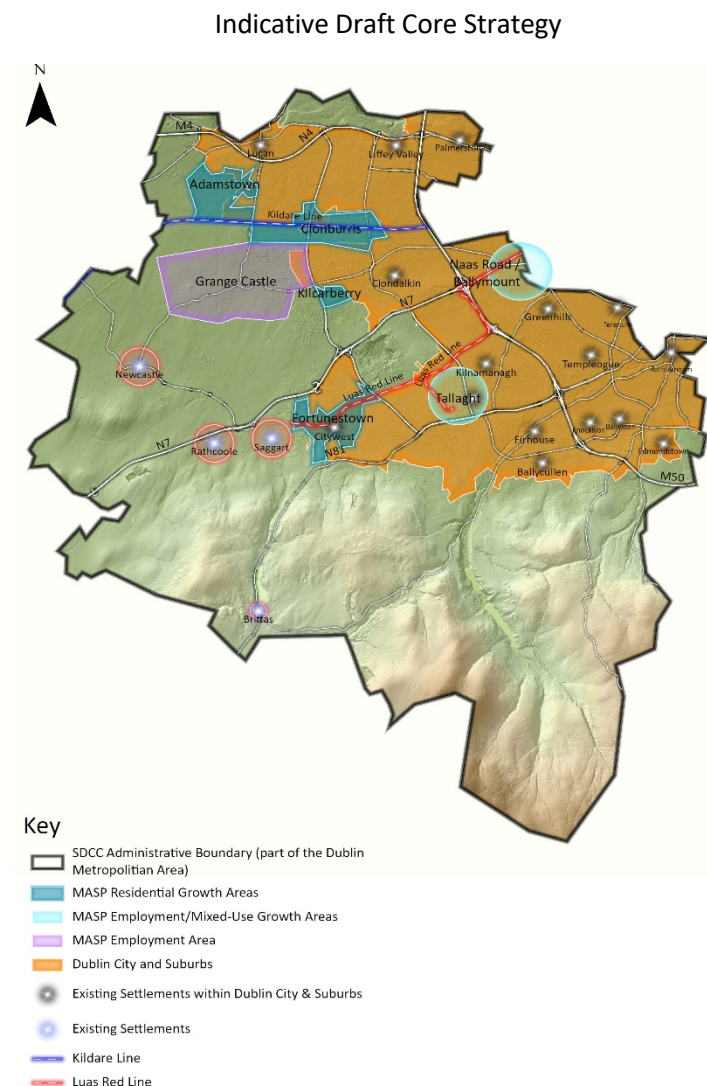 Indicative Draft Core Strategy
N
M4
N4
Lucan
Liffey Valley
Palmerstown
Adamstown
Kildare Line
Clonburris
Naas Road /
Ballymount
Grange Castle
Clondalkin
Kilcarberry
N7
Greenhills
Luas Red Line
Templeogue
Newcastle
Kilnamanagh
Luas Red Line
Tallaght
Fortunestown
Citywest
Firhouse
Knocklyon
Ballyboden
Edmondstown
N7
Rathcoole
Saggart
N81
Ballycullen
M50
Brittas
Key
SDCC Administrative Boundary (part of the Dublin
Metropolitian Area)
MASP Residential Growth Areas
MASP Employment/Mixed-Use Growth Areas
MASP Employment Area
Dublin City and Suburbs
Existing Settlements within Dublin City & Suburbs
Existing Settlements
Kildare Line
Luas Red Line